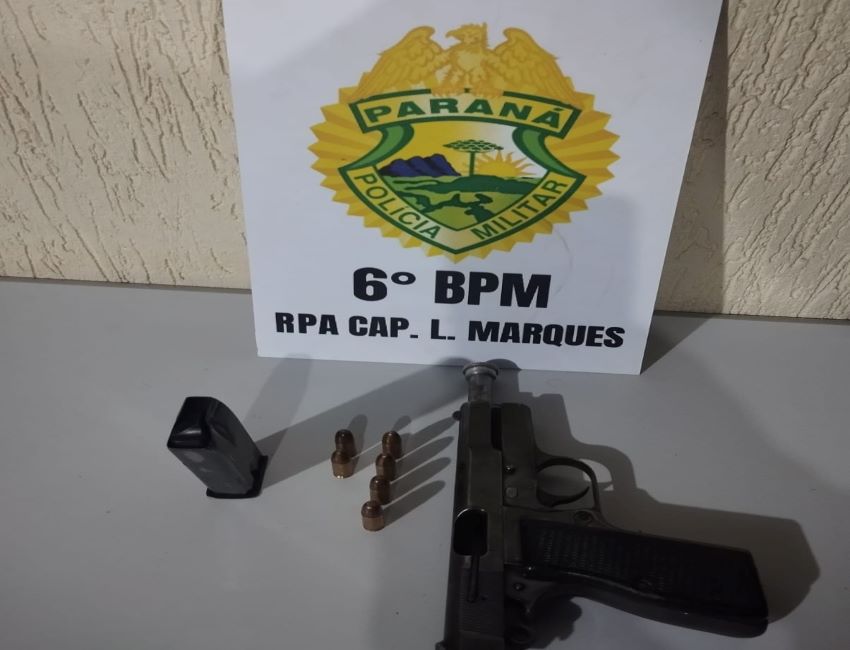 PARANÁ
POLÍCIA MILITAR
6º BPM
RPA CAP. L. MARQUES